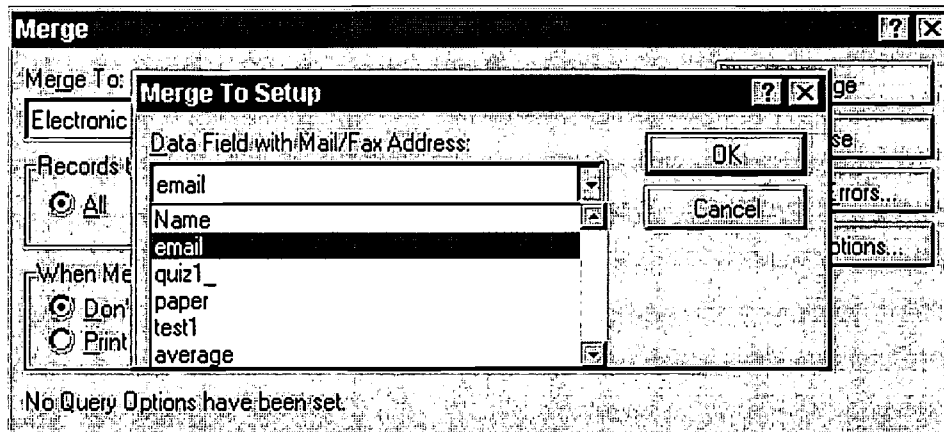 Merge
Merge To:
Electronic
Records t
All
When Me
Don'
Print
No Query Options have been set.
Merge To Setup
Data Field with Mail/Fax Address:
email
Name
email
quiz1_
paper
test1
average
OK
Cancel
ge
se
Errors...
ptions...